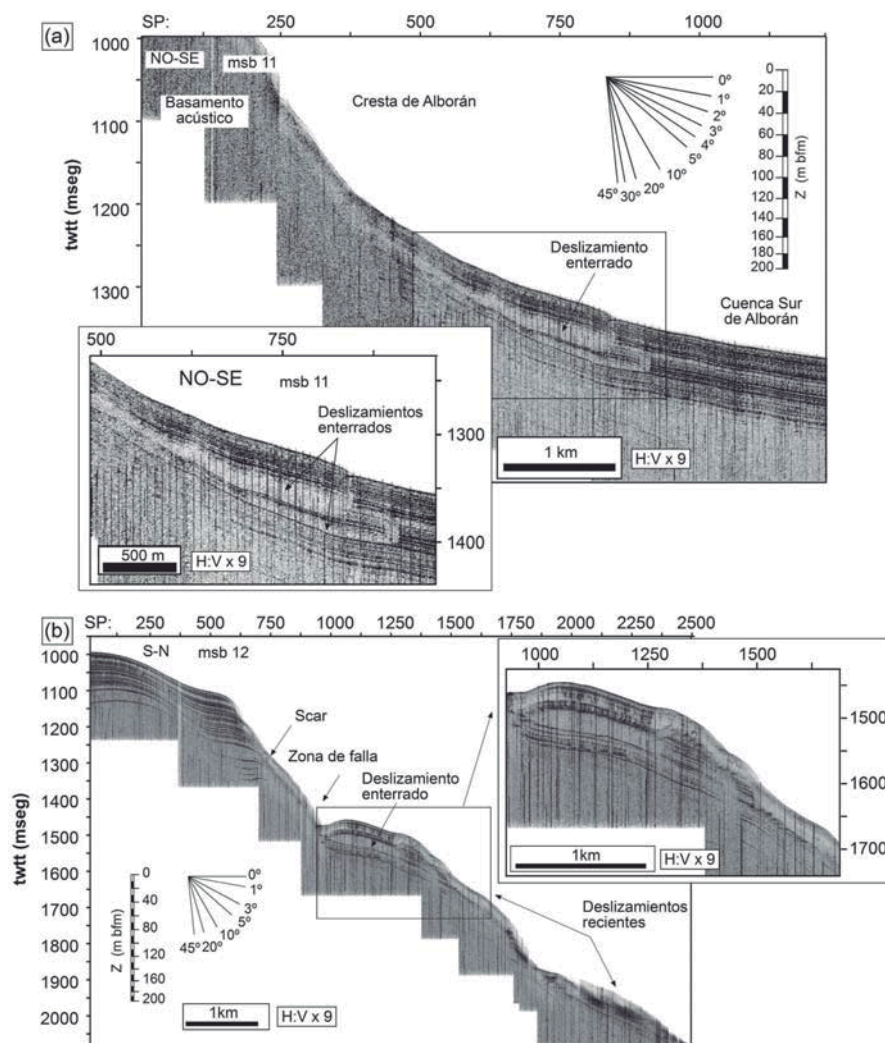 (a)
SP: 250 500 750 1000
NO-SE msb 11
Basamento
acústico
Cresta de Alborán
0º
1º
2º
3º
4º
5º
10º
20º
30º
45º
0
20
40
60
80
100
120
140
160
180
200
Z (m bfm)
twtt (mseg)
1000
1100
1200
1300
Deslizamiento
enterrado
Cuenca Sur
de Alborán
1 km
H:V x 9
500 750
NO-SE msb 11
Deslizamientos
enterrados
1300
1400
500 m
H:V x 9
(b)
SP: 250 500 750 1000 1250 1500 1750 2000 2250 2500
S-N msb 12
twtt (mseg)
1000
1100
1200
1300
1400
1500
1600
1700
1800
1900
2000
Scar
Zona de falla
Deslizamiento
enterrado
1000 1250 1500
1500
1600
1700
1km
H:V x 9
Deslizamientos
recientes
0
40
80
120
160
200
Z (m bfm)
0º
1º
3º
5º
10º
20º
45º
1km
H:V x 9